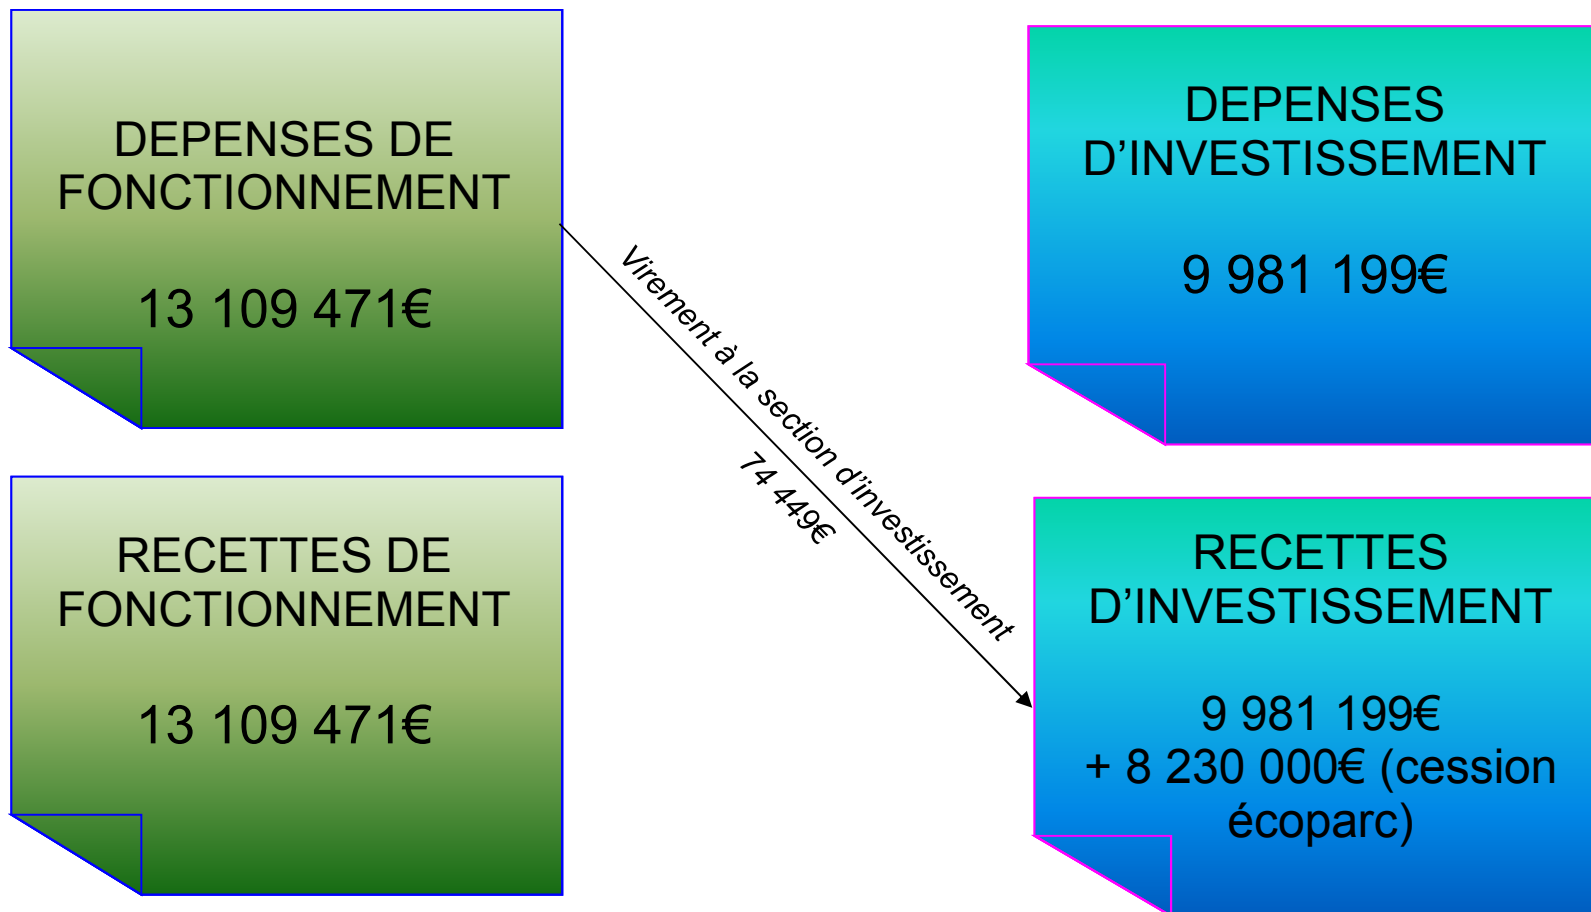 DEPENSES DE
FONCTIONNEMENT
13 109 471€
RECETTES DE
FONCTIONNEMENT
13 109 471€
Virement à la section d’investissement
74 449€
DEPENSES
D’INVESTISSEMENT
9 981 199€
RECETTES
D’INVESTISSEMENT
9 981 199€
+ 8 230 000€ (cession
écoparc)